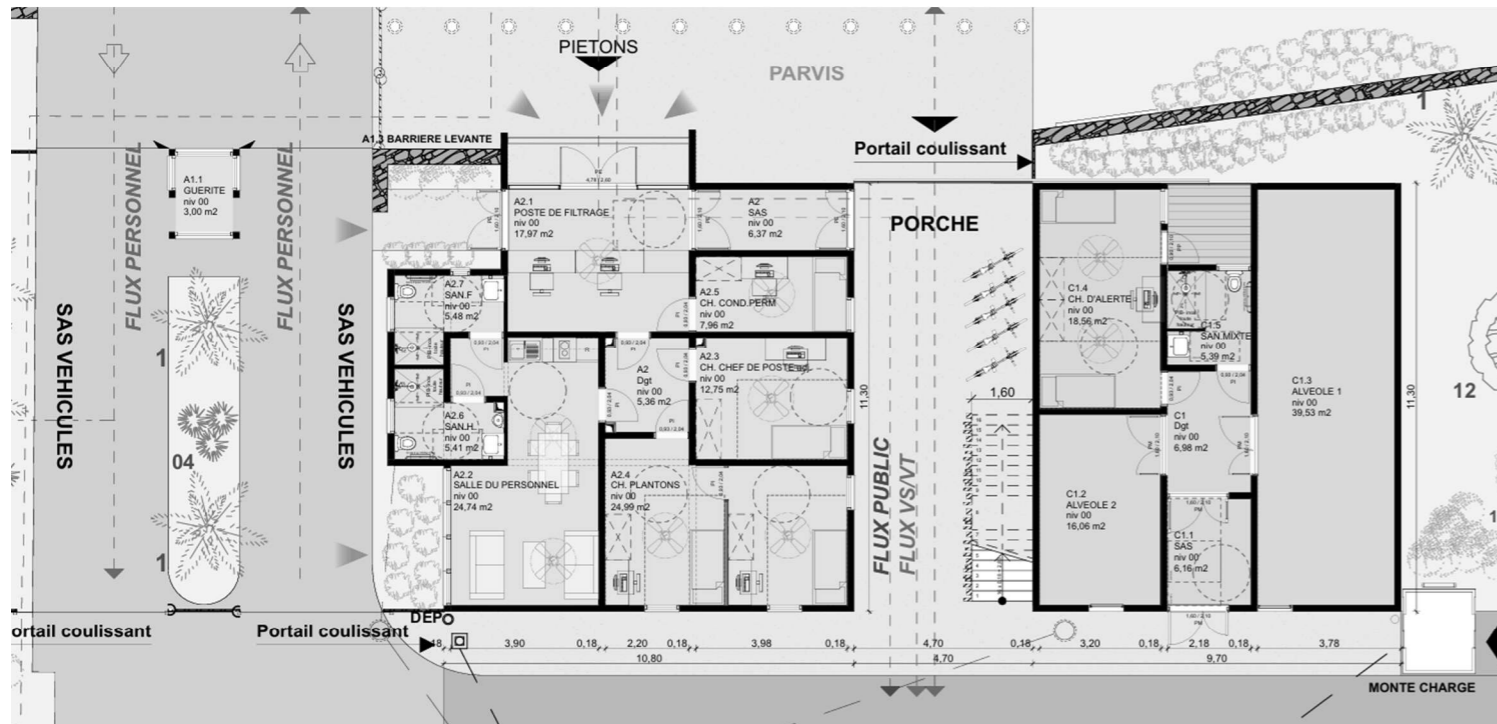 PIETONS
PARVIS
A1.3 BARRIERE LEVANTE
Portail coulissant
FLUX PERSONNEL
FLUX PERSONNEL
A1.1
GUERITE
niv 00
3,00 m2
SAS VEHICULES
SAS VEHICULES
1
04
1
A2.1
POSTE DE FILTRAGE
niv 00
17,97 m2
A2
SAS
niv 00
6,37 m2
PORCHE
A2.7
SAN.F
niv 00
5,48 m2
A2.5
CH. COND.PERM
niv 00
7,96 m2
A2
Dgt
niv 00
5,36 m2
A2.3
CH. CHEF DE POSTE
niv 00
12,75 m2
A2.6
SAN.H
niv 00
5,41 m2
A2.2
SALLE DU PERSONNEL
niv 00
24,74 m2
A2.4
CH. PLANTONS
niv 00
24,99 m2
11,30
FLUX PUBLIC
FLUX VS/VT
1,60
C1.4
CH. D'ALERTE
niv 00
18,56 m2
C1.5
SAN.MIXTE
niv 00
5,39 m2
C1.3
ALVEOLE 1
niv 00
39,53 m2
C1
Dgt
niv 00
6,98 m2
C1.2
ALVEOLE 2
niv 00
16,06 m2
C1.1
SAS
niv 00
6,16 m2
11,30
1
12
1
DEP
ortail coulissant
Portail coulissant
18 3,90 0,18 2,20 0,18 3,98 0,18 4,70 0,18 3,20 0,18 2,18 0,18 3,78
10,80 4,70 9,70
MONTE CHARGE